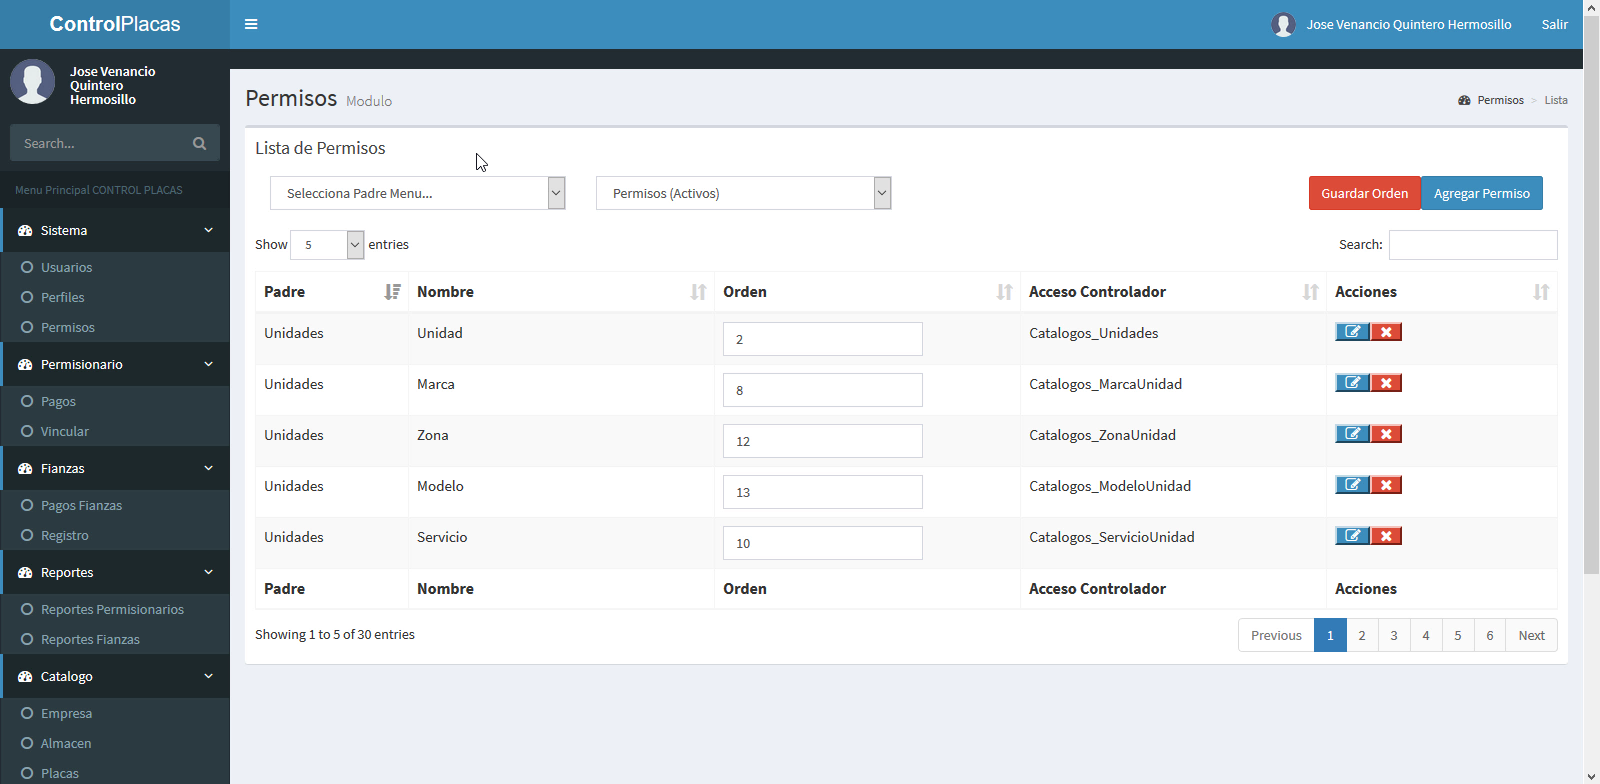 ControlPlacas
Jose Venancio Quintero Hermosillo
Salir
Jose Venancio
Quintero
Hermosillo
Search...
Menu Principal CONTROL PLACAS
Sistema
Usuarios
Perfiles
Permisos
Permisionario
Pagos
Vincular
Fianzas
Pagos Fianzas
Registro
Reportes
Reportes Permisionarios
Reportes Fianzas
Catalogo
Empresa
Almacen
Placas
Permisos Modulo
Permisos > Lista
Lista de Permisos
Selecciona Padre Menu... Permisos (Activos) Guardar Orden Agregar Permiso
Show 5 entries Search:
Padre Nombre Orden Acceso Controlador Acciones
Unidades Unidad 2 Catalogos_Unidades
Unidades Marca 8 Catalogos_MarcaUnidad
Unidades Zona 12 Catalogos_ZonaUnidad
Unidades Modelo 13 Catalogos_ModeloUnidad
Unidades Servicio 10 Catalogos_ServicioUnidad
Padre Nombre Orden Acceso Controlador Acciones
Showing 1 to 5 of 30 entries Previous 1 2 3 4 5 6 Next